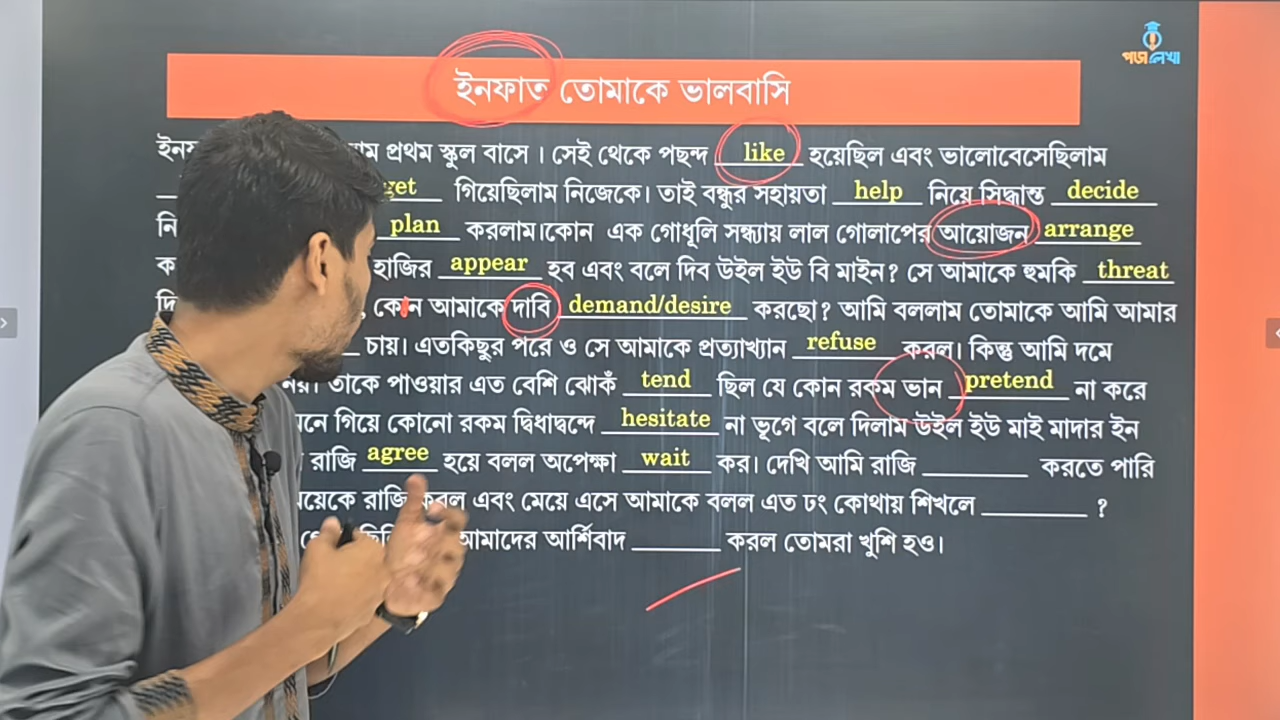 পড়ালেখা
ইনফাত তোমাকে ভালবাসি
প্রথম স্কুল বাসে । সেই থেকে পছন্দ like হয়েছিল এবং ভালোবেসেছিলাম
গিয়েছিলাম নিজেকে। তাই বন্ধুর সহায়তা help নিয়ে সিদ্ধান্ত decide
plan করলাম।কোন এক গোধূলি সন্ধ্যায় লাল গোলাপের আয়োজন arrange
হাজির appear হব এবং বলে দিব উইল ইউ বি মাইন? সে আমাকে হুমকি threat
কোন আমাকে দাবি demand/desire করছো? আমি বললাম তোমাকে আমি আমার
চায়। এতকিছুর পরে ও সে আমাকে প্রত্যাখ্যান refuse করল। কিন্তু আমি দমে
তাকে পাওয়ার এত বেশি ঝোকঁ tend ছিল যে কোন রকম ভান pretend না করে
গিয়ে কোনো রকম দ্বিধাদ্বন্দে hesitate না ভূগে বলে দিলাম উইল ইউ মাই মাদার ইন
রাজি agree হয়ে বলল অপেক্ষা wait কর। দেখি আমি রাজি ________ করতে পারি
রাজি করল এবং মেয়ে এসে আমাকে বলল এত ঢং কোথায় শিখলে ________ ?
আমাদের আর্শিবাদ _______ করল তোমরা খুশি হও।